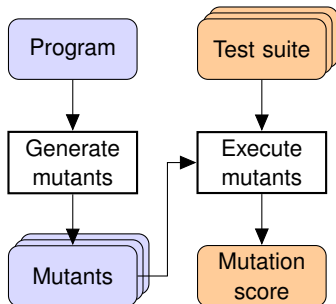 Program
Test suite
Generate
mutants
Execute
mutants
Mutants
Mutation
score